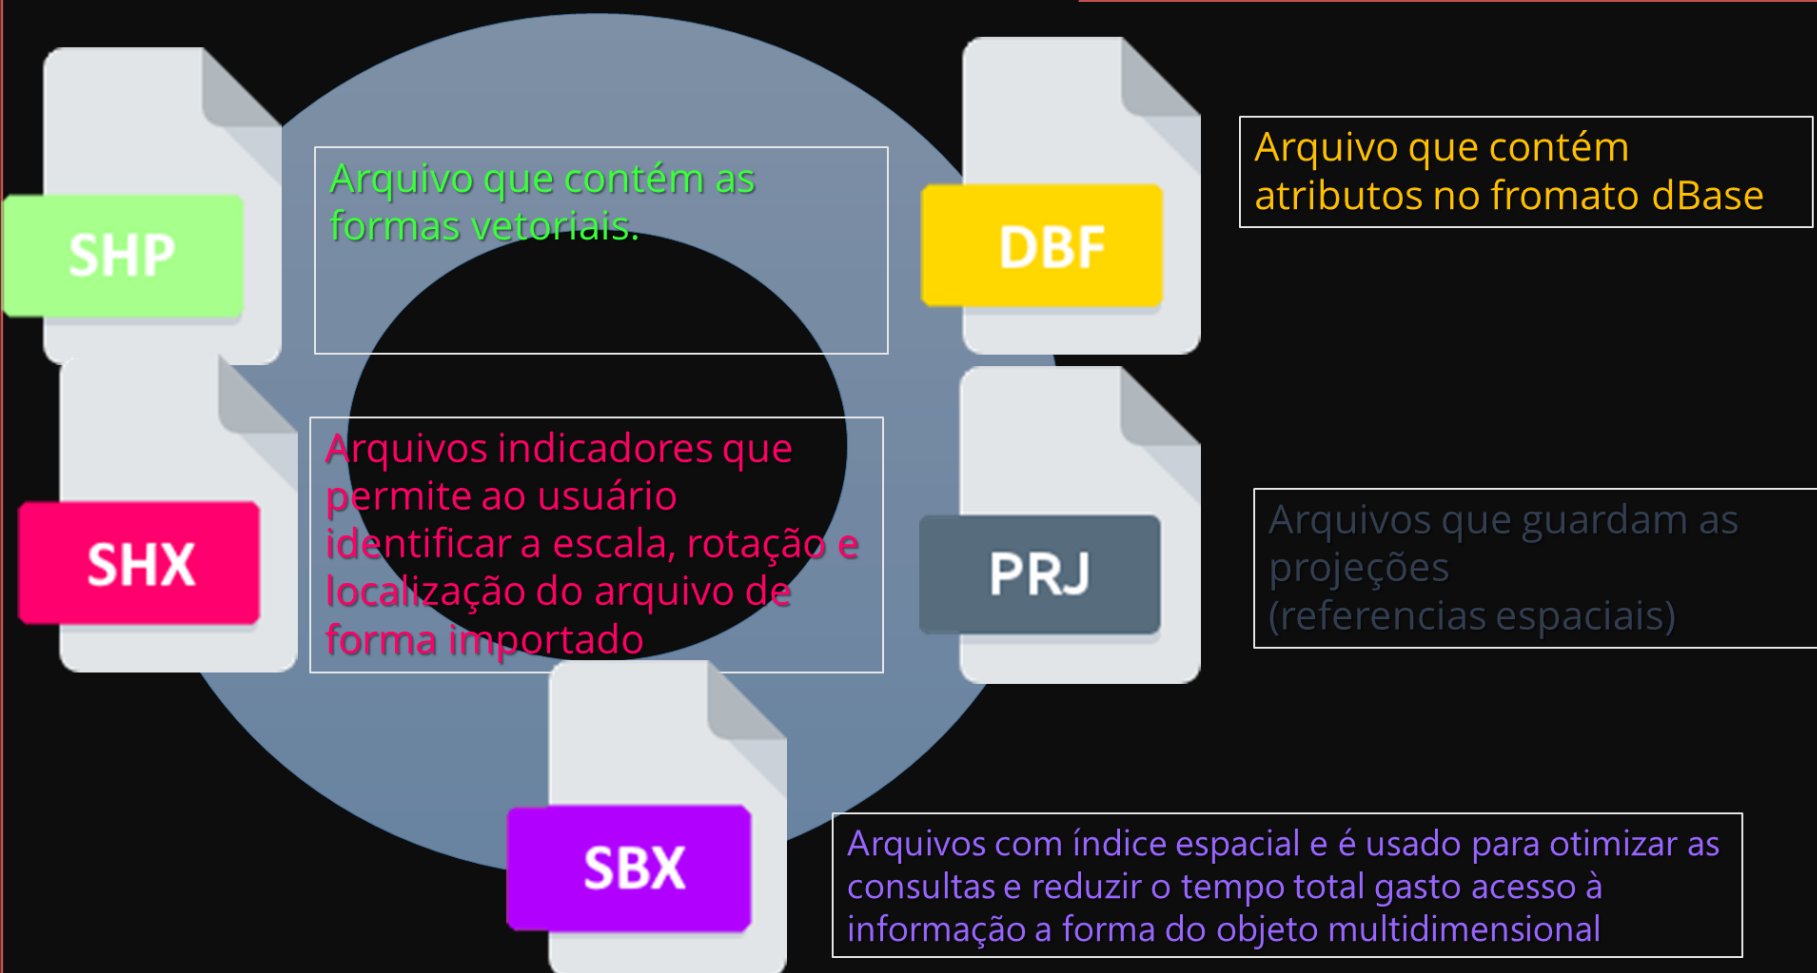 SHP
Arquivo que contém as
formas vetoriais.
DBF
Arquivo que contém
atributos no fromato dBase
SHX
Arquivos indicadores que
permite ao usuário
identificar a escala, rotação e
localização do arquivo de
forma importado
PRJ
Arquivos que guardam as
projeções
(referencias espaciais)
SBX
Arquivos com índice espacial e é usado para otimizar as
consultas e reduzir o tempo total gasto acesso à
informação a forma do objeto multidimensional